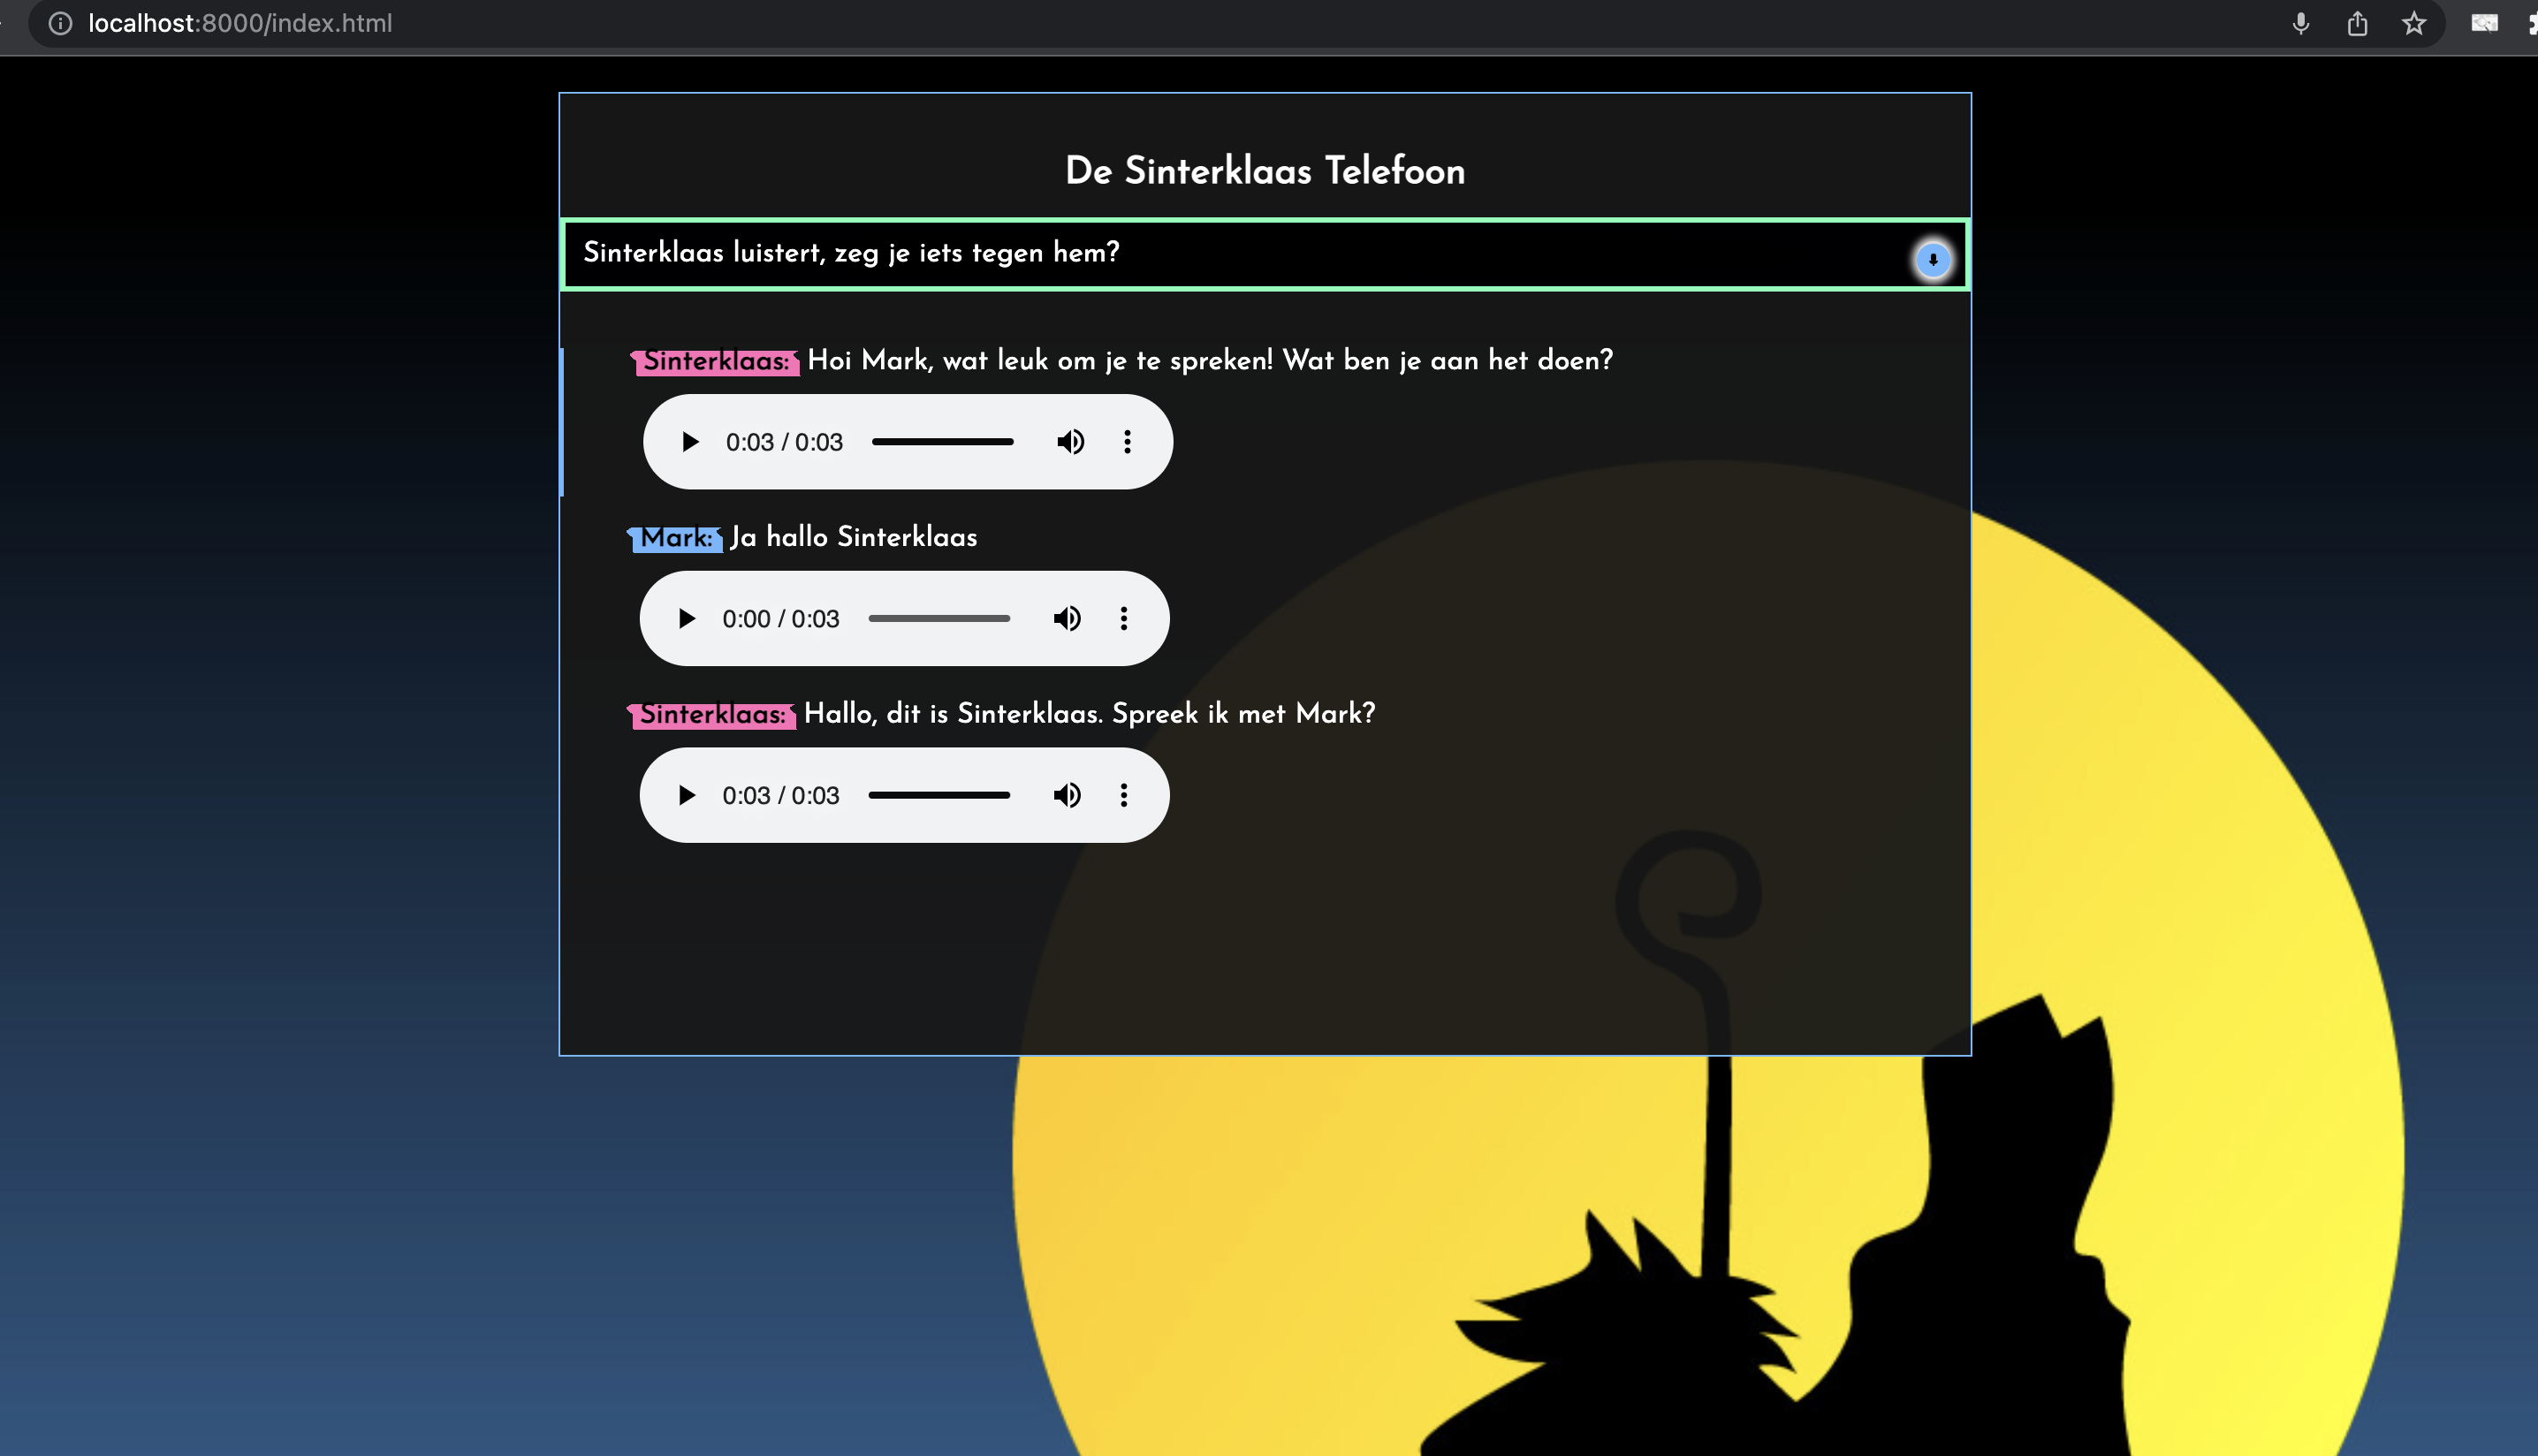 localhost:8000/index.html
De Sinterklaas Telefoon
Sinterklaas luistert, zeg je iets tegen hem?
Sinterklaas: Hoi Mark, wat leuk om je te spreken! Wat ben je aan het doen?
0:03 / 0:03
Mark: Ja hallo Sinterklaas
0:00 / 0:03
Sinterklaas: Hallo, dit is Sinterklaas. Spreek ik met Mark?
0:03 / 0:03